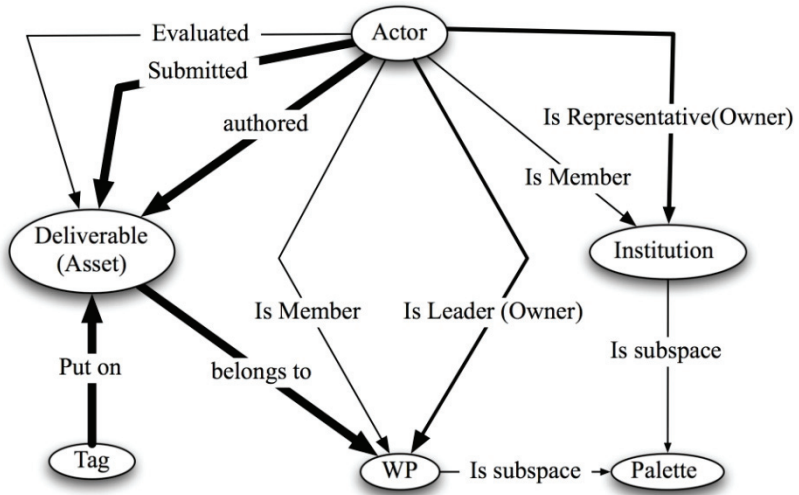 Actor
Evaluated
Submitted
authored
Is Representative(Owner)
Is Member
Deliverable
(Asset)
Institution
Is Member
Is Leader (Owner)
Is subspace
Put on
belongs to
Tag
WP
Is subspace
Palette